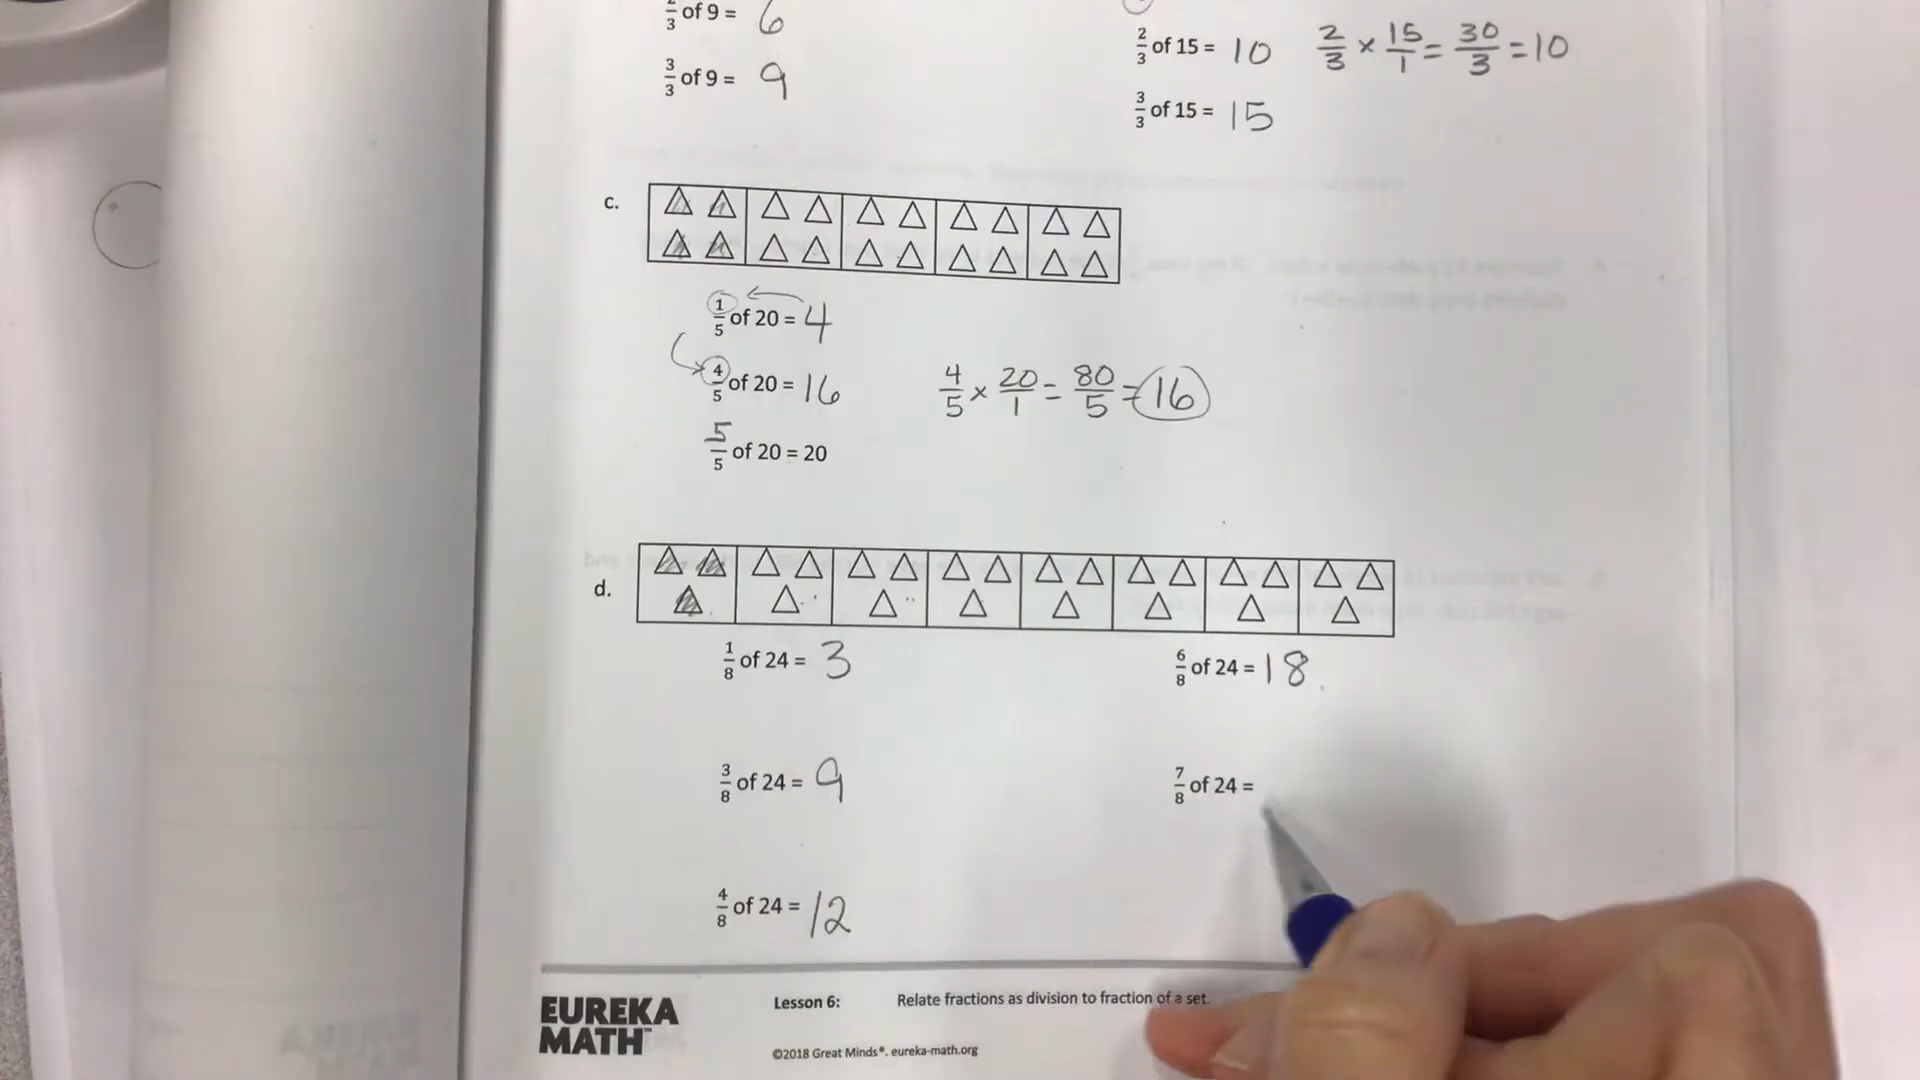 2/3 of 9 = 6
3/3 of 9 = 9
2/3 of 15 = 10 2/3 × 15/1 = 30/3 = 10
3/3 of 15 = 15
c.
1/5 of 20 = 4
4/5 of 20 = 16 4/5 × 20/1 = 80/5 = 16
5/5 of 20 = 20
d.
1/8 of 24 = 3
3/8 of 24 = 9
4/8 of 24 = 12
6/8 of 24 = 18
7/8 of 24 =
EUREKA
MATH™
Lesson 6: Relate fractions as division to fraction of a set.
©2018 Great Minds®. eureka-math.org